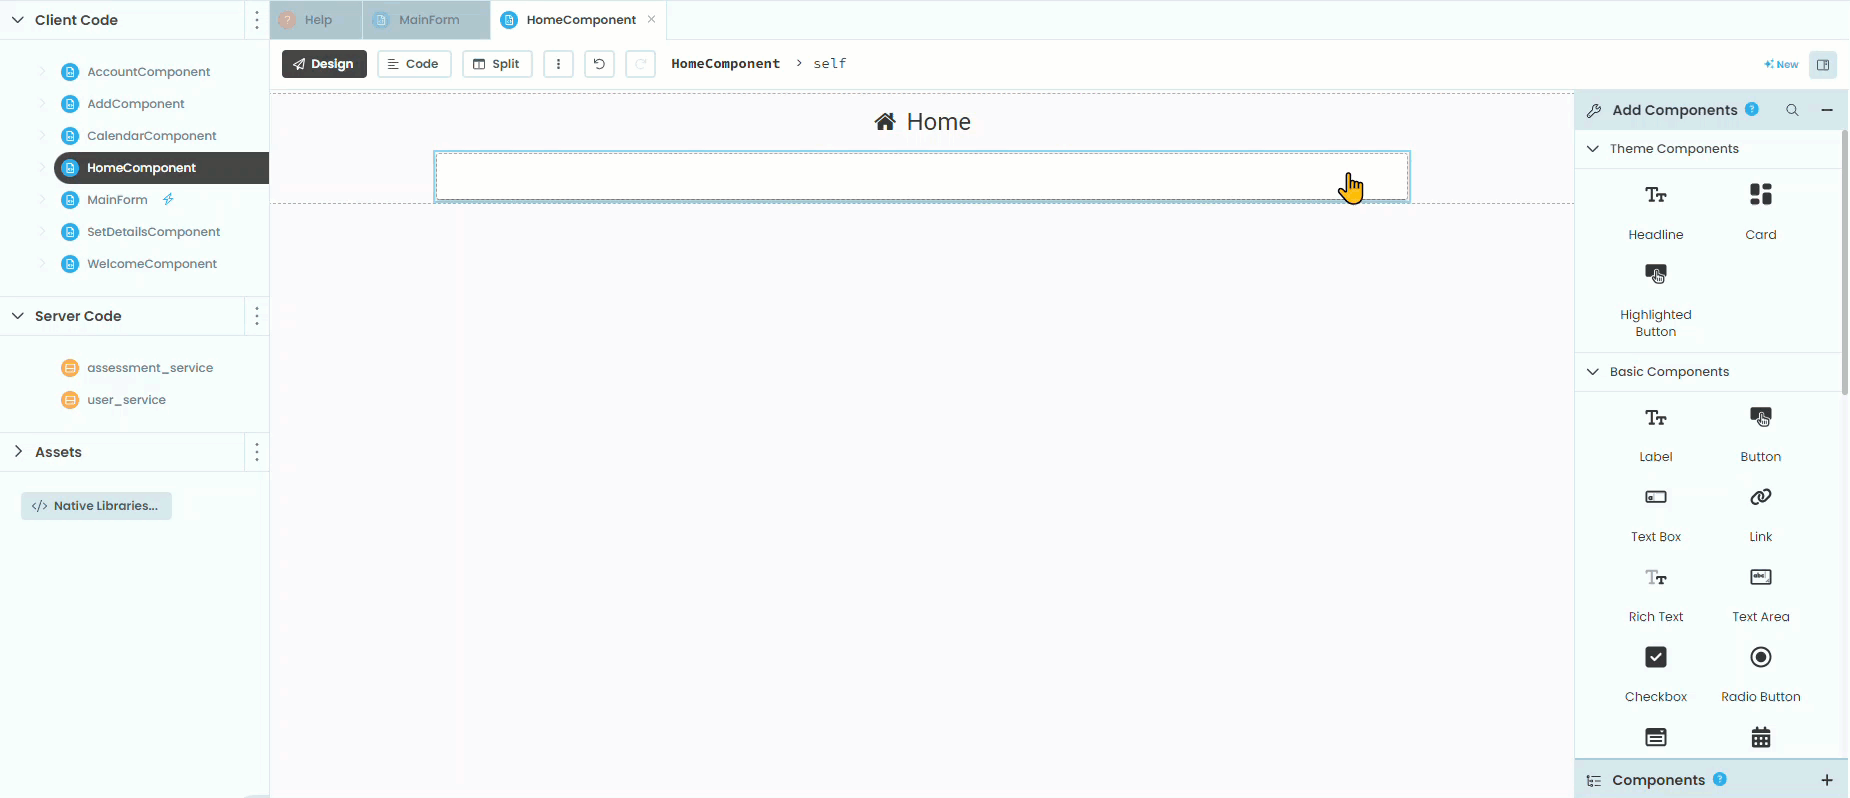 Client Code
Help
MainForm
HomeComponent
Design
Code
Split
HomeComponent > self
New
AccountComponent
AddComponent
CalendarComponent
HomeComponent
MainForm
SetDetailsComponent
WelcomeComponent
Server Code
assessment_service
user_service
Assets
</> Native Libraries...
Home
Add Components ?
Theme Components
Headline
Card
Highlighted
Button
Basic Components
Label
Button
Text Box
Link
Rich Text
Text Area
Checkbox
Radio Button
Components ?